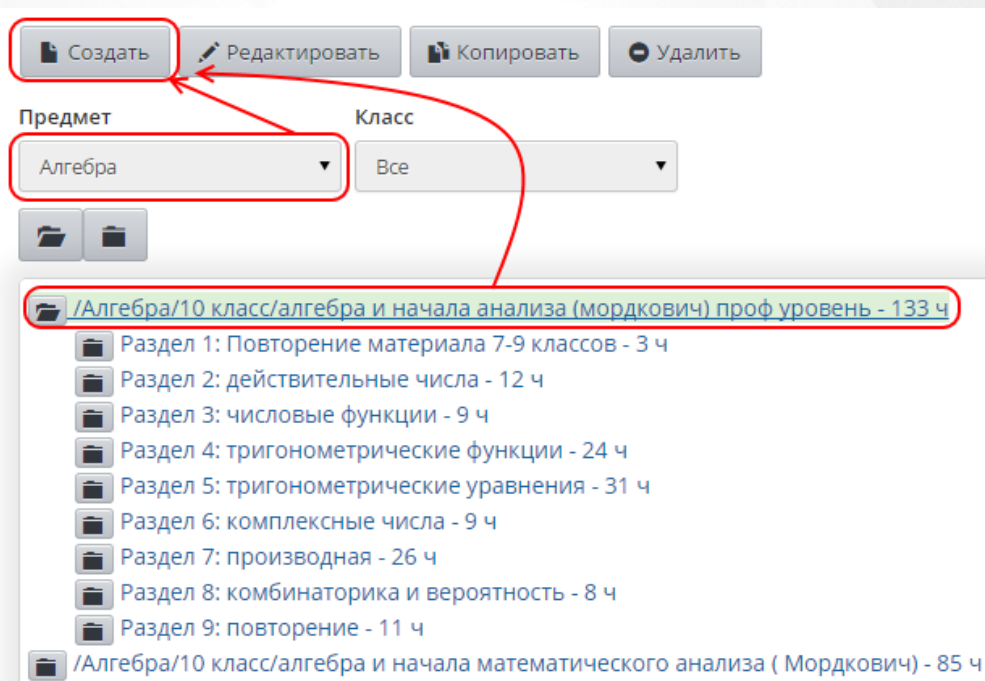 Создать Редактировать Копировать Удалить
Предмет Класс
Алгебра Все
/Алгебра/10 класс/алгебра и начала анализа (мордкович) проф уровень - 133 ч
Раздел 1: Повторение материала 7-9 классов - 3 ч
Раздел 2: действительные числа - 12 ч
Раздел 3: числовые функции - 9 ч
Раздел 4: тригонометрические функции - 24 ч
Раздел 5: тригонометрические уравнения - 31 ч
Раздел 6: комплексные числа - 9 ч
Раздел 7: производная - 26 ч
Раздел 8: комбинаторика и вероятность - 8 ч
Раздел 9: повторение - 11 ч
/Алгебра/10 класс/алгебра и начала математического анализа ( Мордкович) - 85 ч